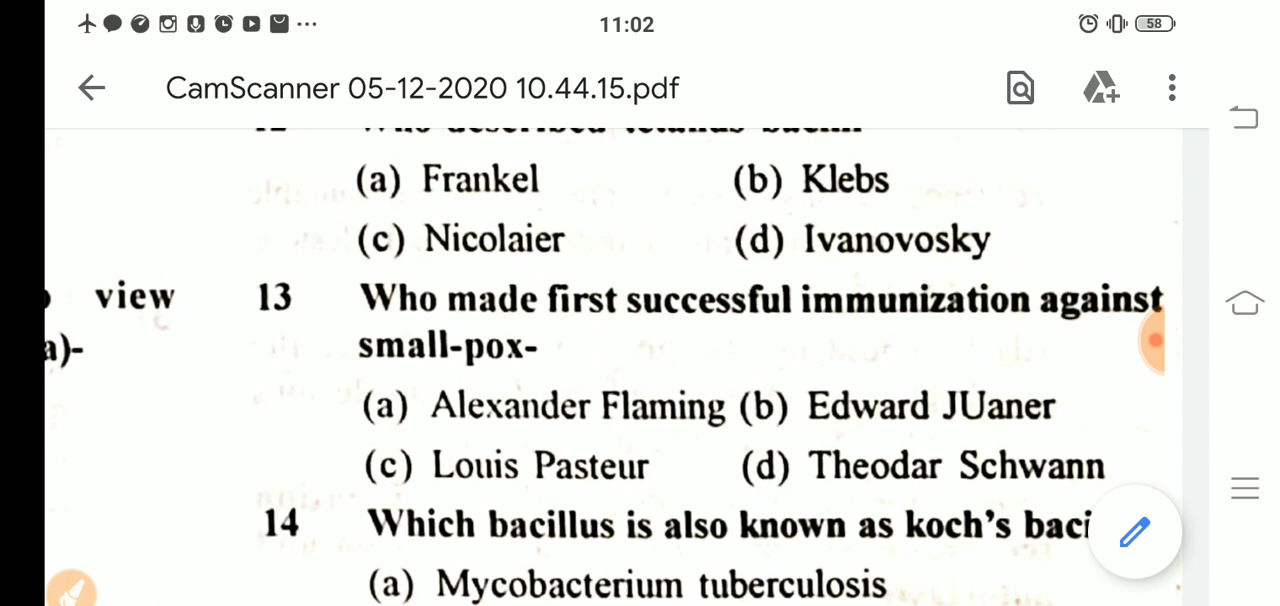 11:02
58
CamScanner 05-12-2020 10.44.15.pdf
(a) Frankel (b) Klebs
(c) Nicolaier (d) Ivanovosky
view 13 Who made first successful immunization against
a)- small-pox-
(a) Alexander Flaming (b) Edward JUaner
(c) Louis Pasteur (d) Theodar Schwann
14 Which bacillus is also known as koch's baci
(a) Mycobacterium tuberculosis